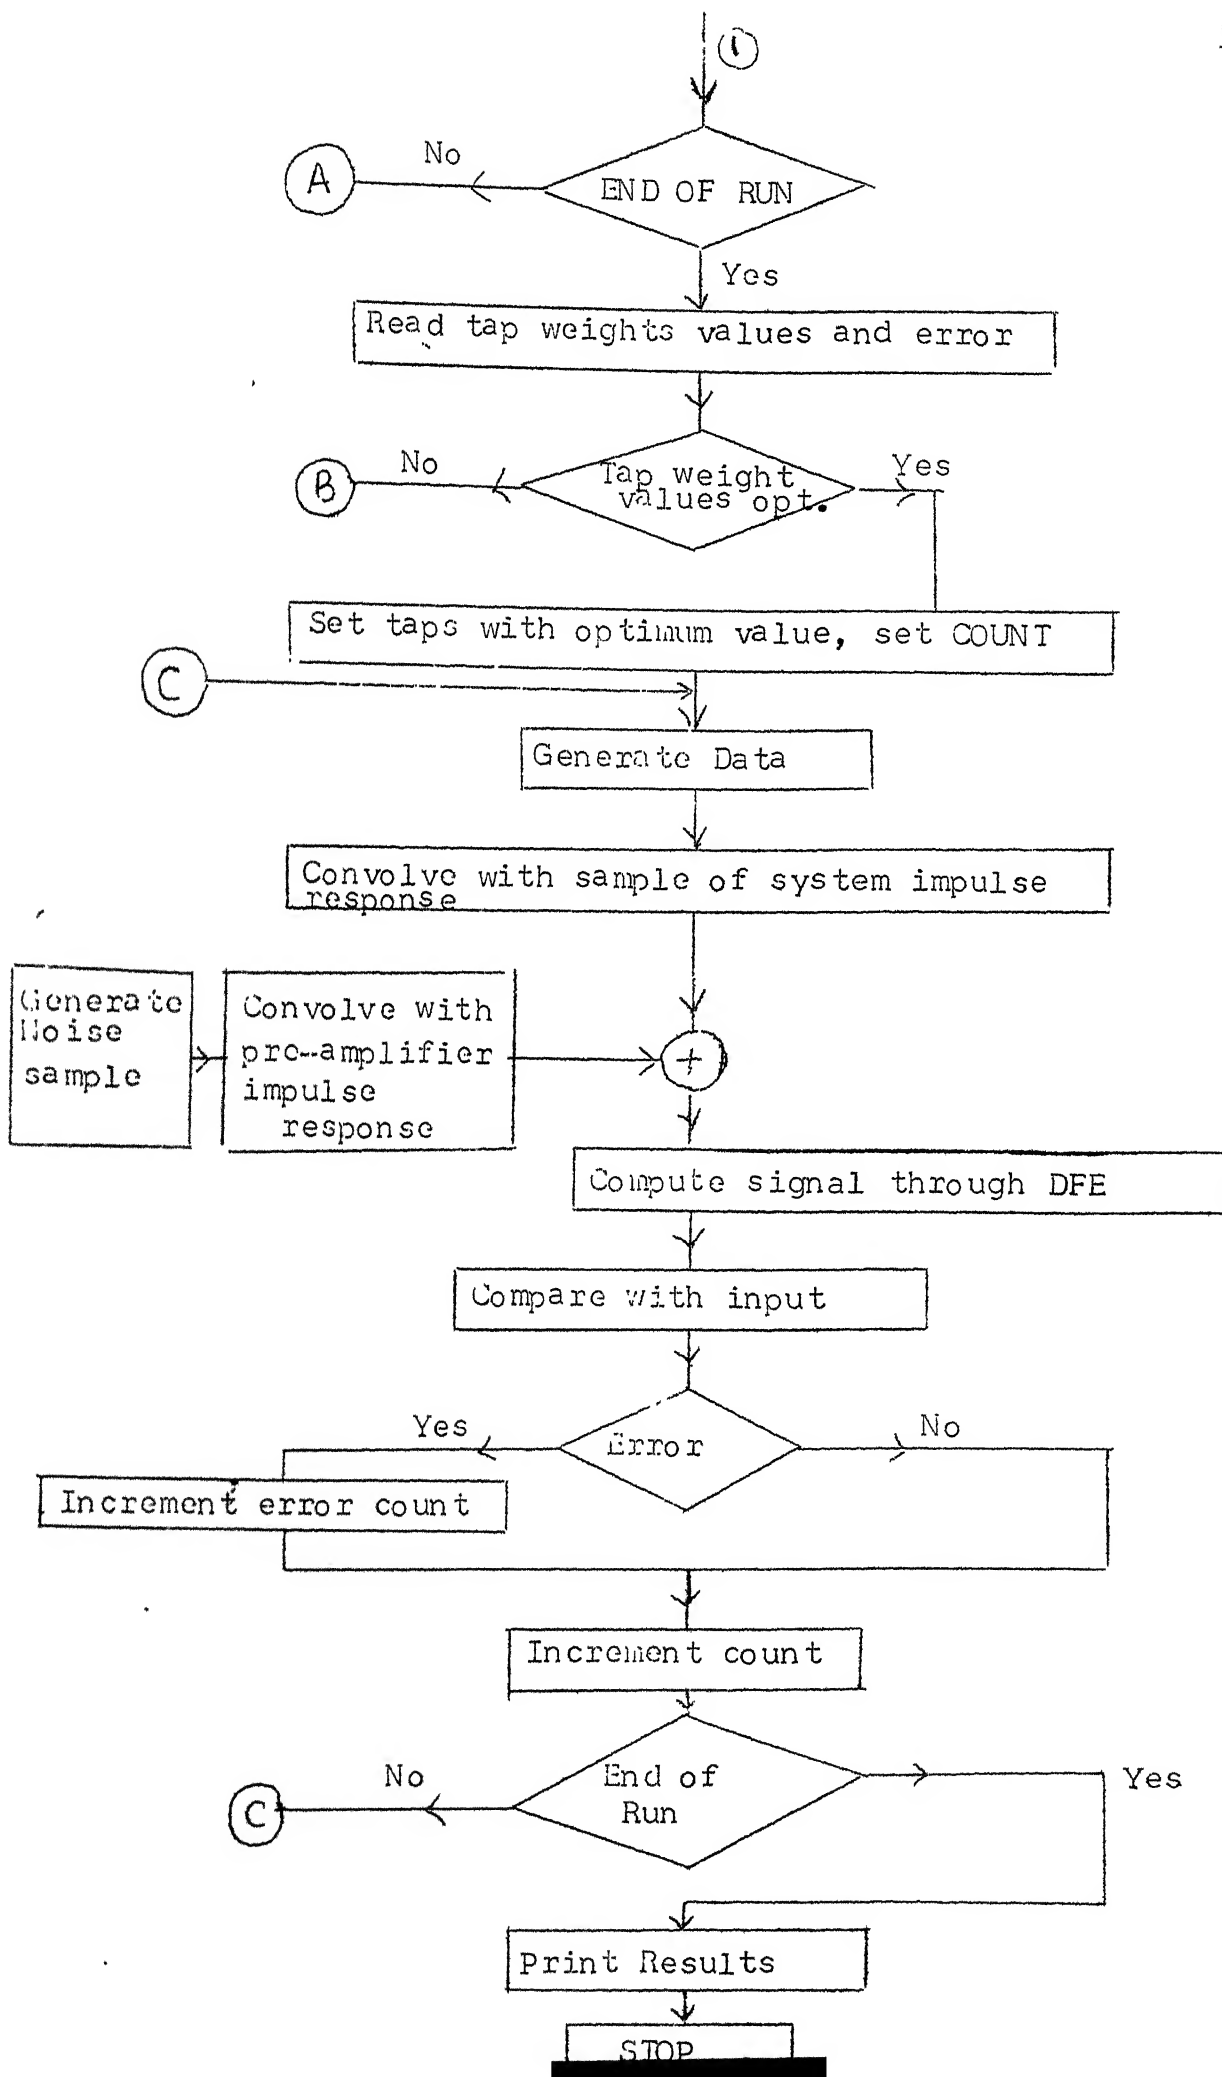 1
No
A
END OF RUN
Yes
Read tap weights values and error
No
Yes
B
Tap weight
values opt.
Set taps with optimum value, set COUNT
C
Generate Data
Convolve with sample of system impulse
response
Generate
Noise
sample
Convolve with
pre-amplifier
impulse
response
+
Compute signal through DFE
Compare with input
Yes
Error
No
Increment error count
Increment count
No
End of
Run
Yes
C
Print Results
STOP